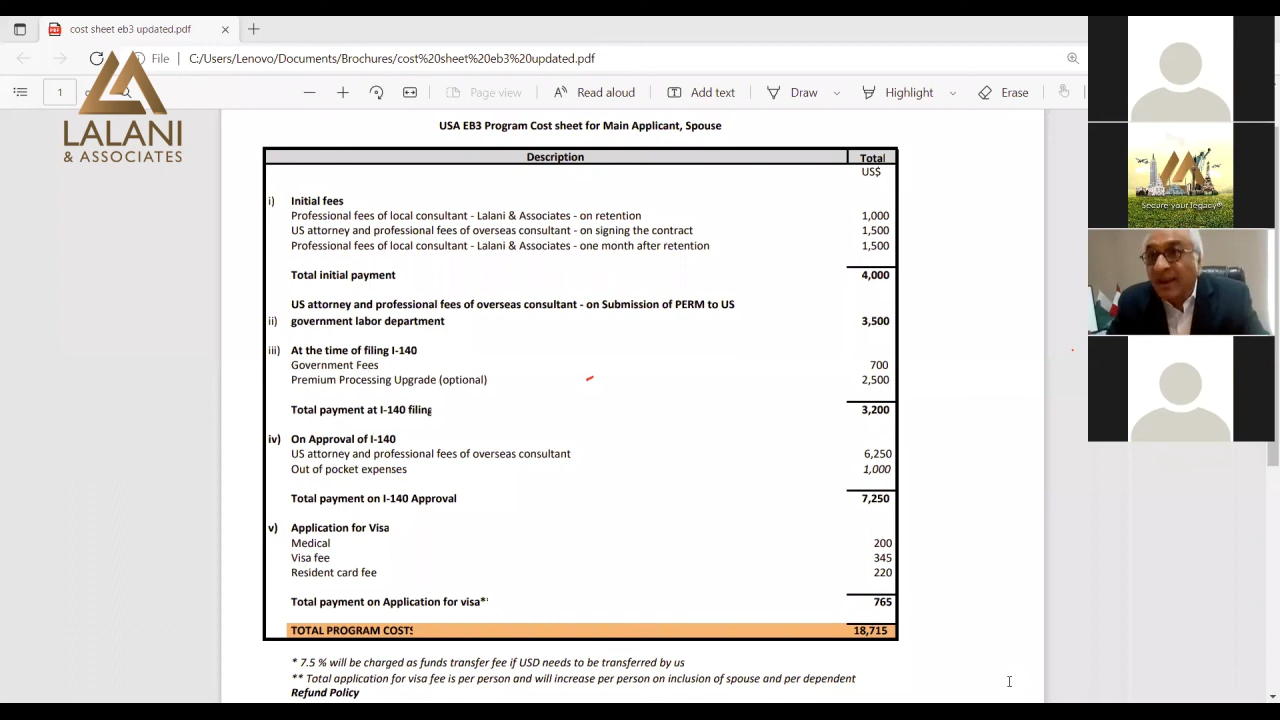 cost sheet eb3 updated.pdf
File
C:/Users/Lenovo/Documents/Brochures/cost%20sheet%20eb3%20updated.pdf
1
Page view
Read aloud
Add text
Draw
Highlight
Erase
LALANI
& ASSOCIATES
Secure your legacy®
USA EB3 Program Cost sheet for Main Applicant, Spouse
Description Total
US$
i) Initial fees
Professional fees of local consultant - Lalani & Associates - on retention 1,000
US attorney and professional fees of overseas consultant - on signing the contract 1,500
Professional fees of local consultant - Lalani & Associates - one month after retention 1,500
Total initial payment 4,000
US attorney and professional fees of overseas consultant - on Submission of PERM to US
ii) government labor department 3,500
iii) At the time of filing I-140
Government Fees 700
Premium Processing Upgrade (optional) 2,500
Total payment at I-140 filing 3,200
iv) On Approval of I-140
US attorney and professional fees of overseas consultant 6,250
Out of pocket expenses 1,000
Total payment on I-140 Approval 7,250
v) Application for Visa
Medical 200
Visa fee 345
Resident card fee 220
Total payment on Application for visa*' 765
TOTAL PROGRAM COSTS 18,715
* 7.5 % will be charged as funds transfer fee if USD needs to be transferred by us
** Total application for visa fee is per person and will increase per person on inclusion of spouse and per dependent
Refund Policy